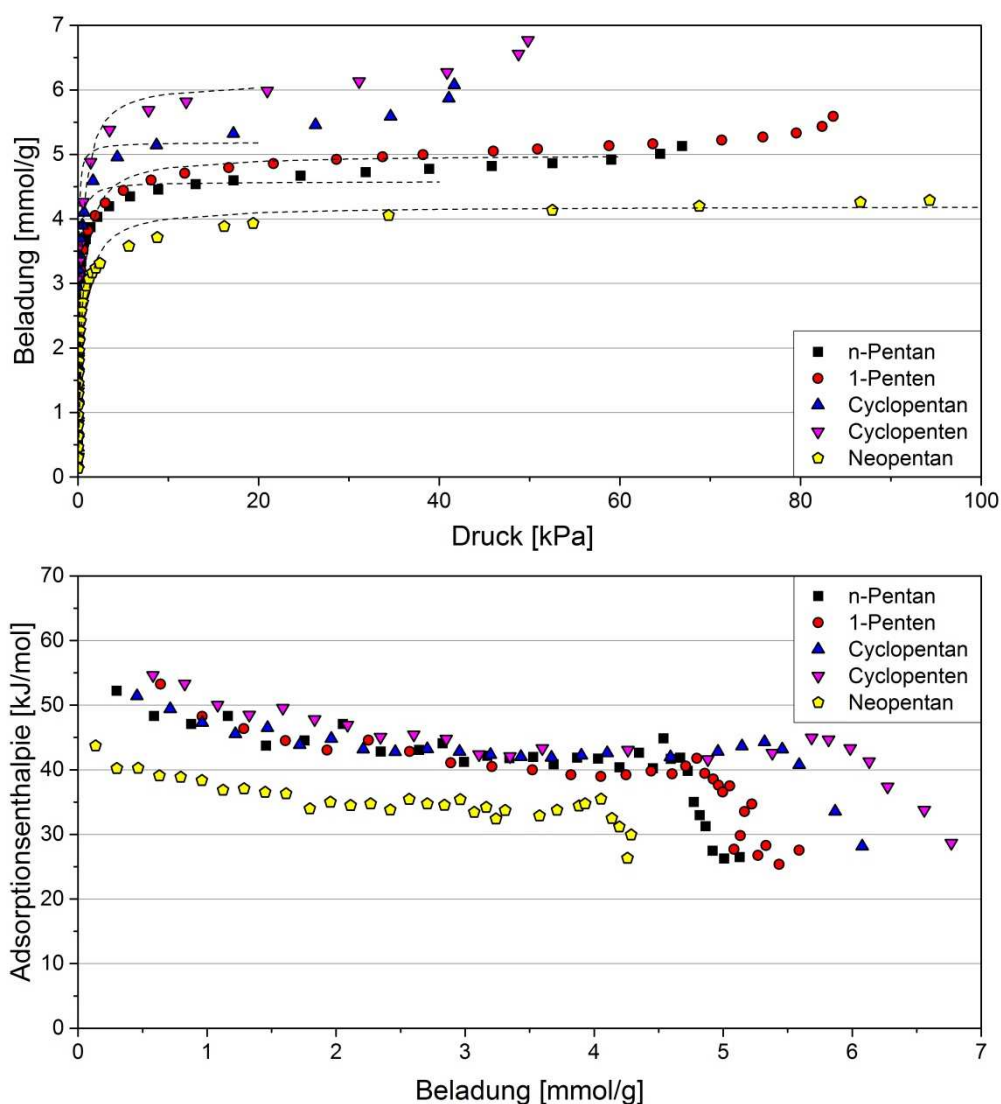 7
6
5
4
3
2
1
0
Beladung [mmol/g]
n-Pentan
1-Penten
Cyclopentan
Cyclopenten
Neopentan
0 20 40 60 80 100
Druck [kPa]
70
60
50
40
30
20
10
0
Adsorptionsenthalpie [kJ/mol]
n-Pentan
1-Penten
Cyclopentan
Cyclopenten
Neopentan
0 1 2 3 4 5 6 7
Beladung [mmol/g]